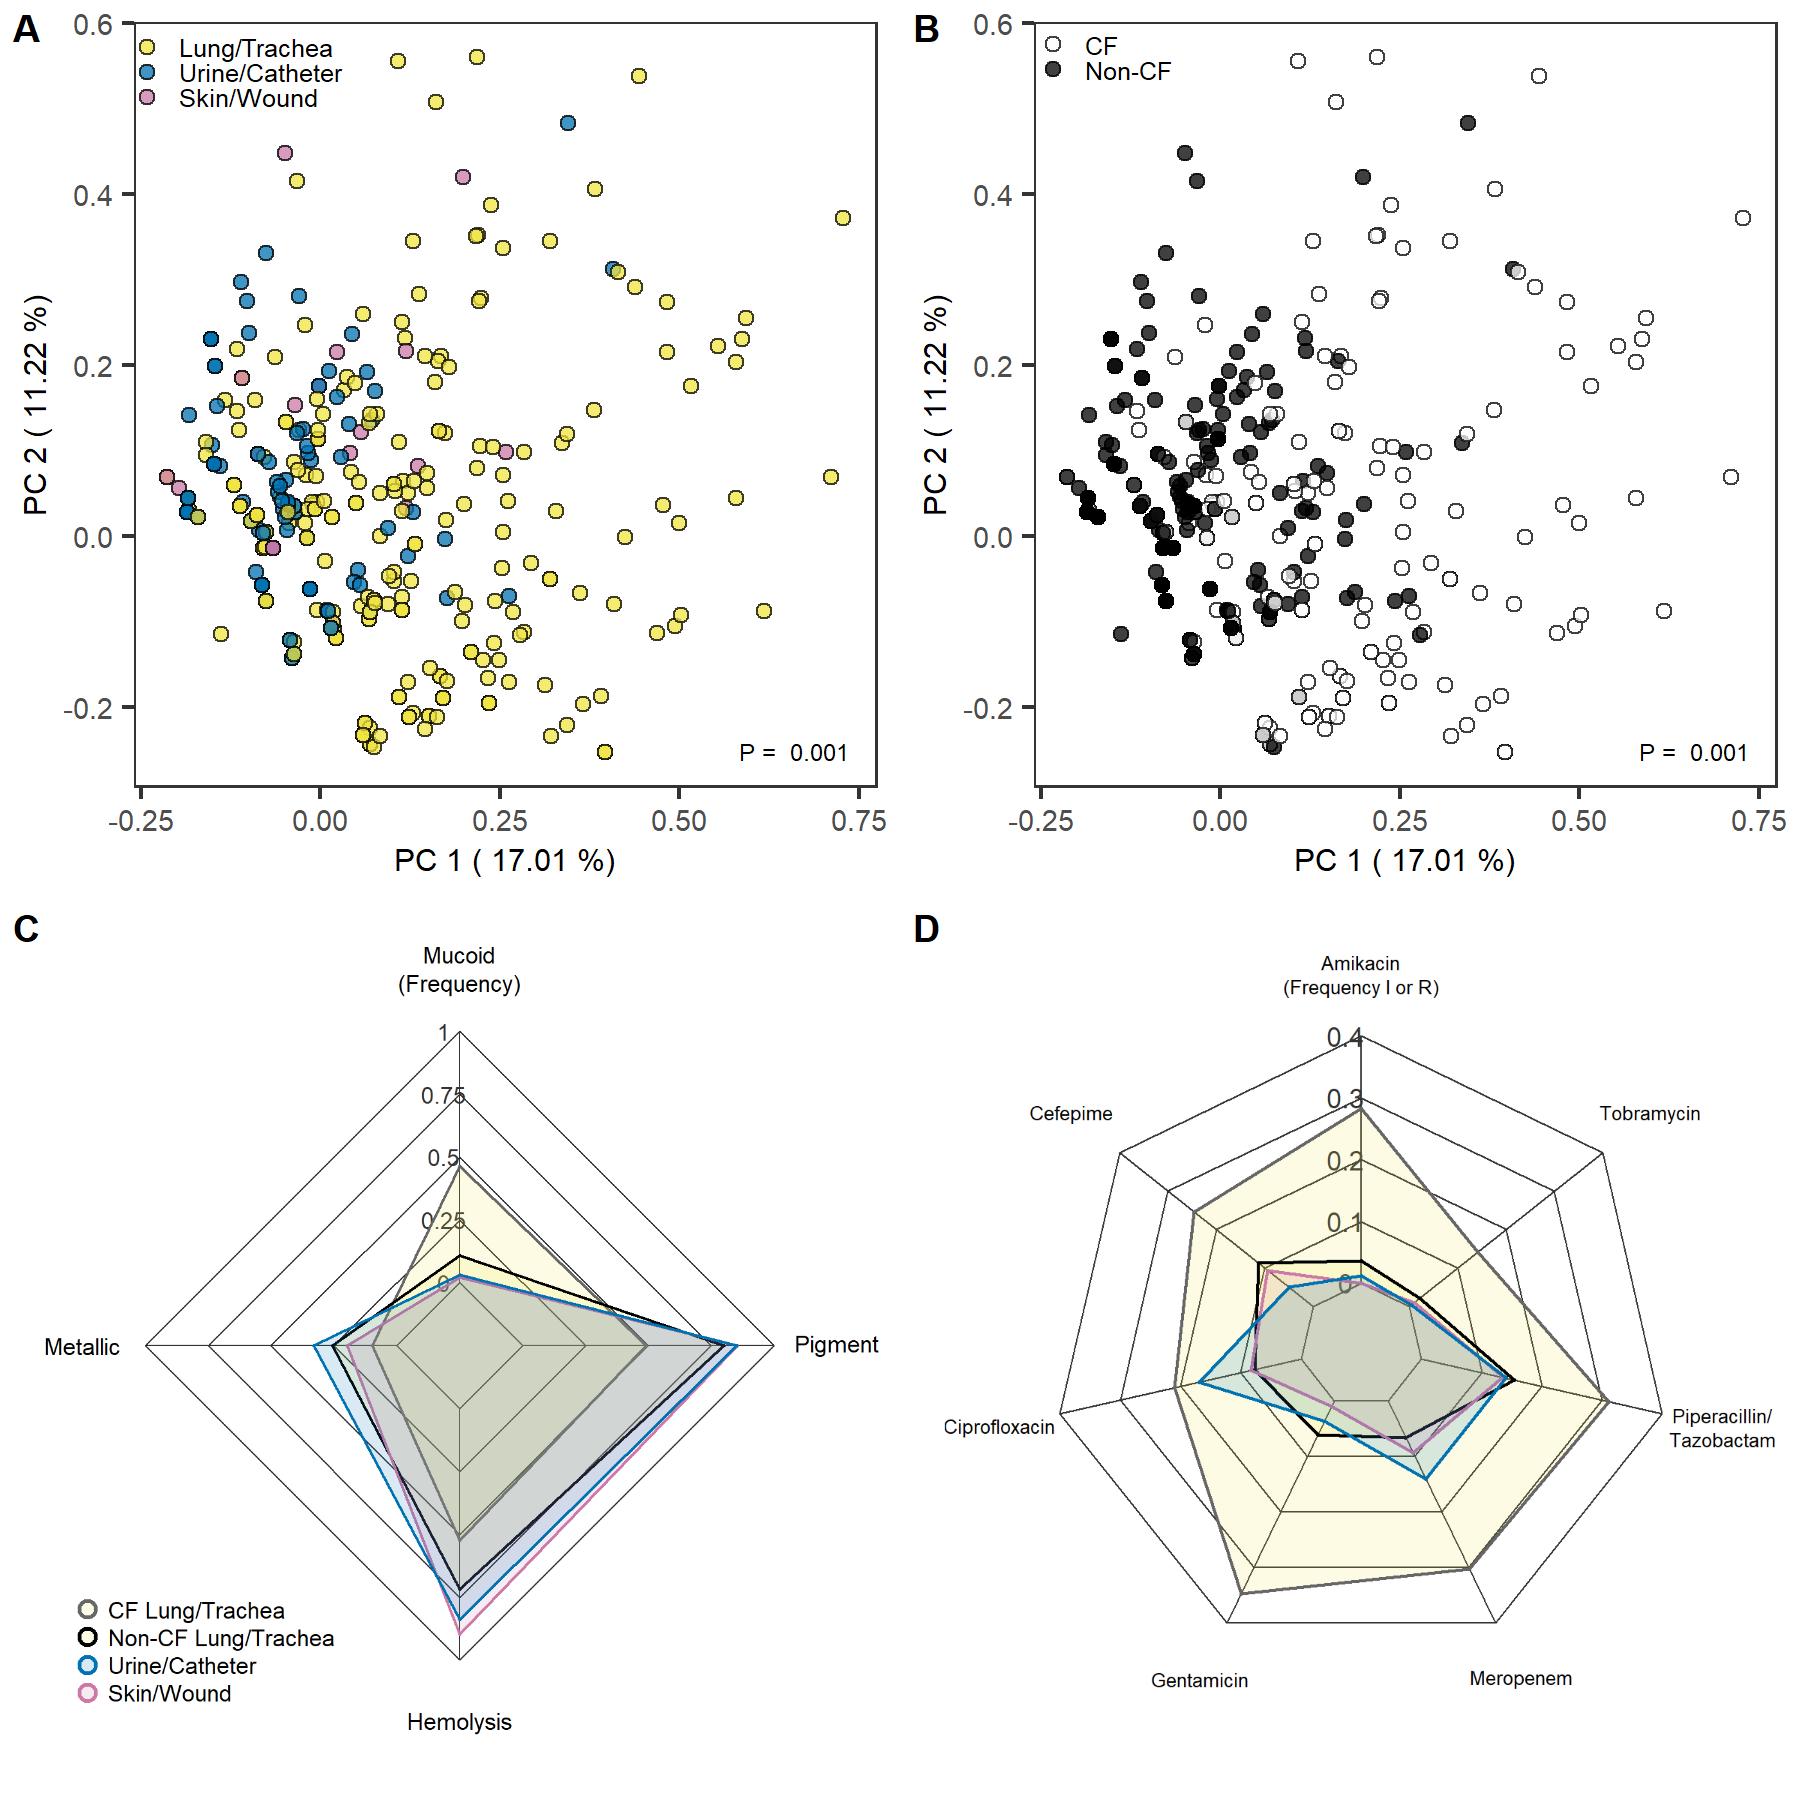 A
Lung/Trachea
Urine/Catheter
Skin/Wound
0.6
0.4
0.2
0.0
-0.2
PC 2 ( 11.22 %)
P = 0.001
-0.25 0.00 0.25 0.50 0.75
PC 1 ( 17.01 %)
B
CF
Non-CF
0.6
0.4
0.2
0.0
-0.2
PC 2 ( 11.22 %)
P = 0.001
-0.25 0.00 0.25 0.50 0.75
PC 1 ( 17.01 %)
C
Mucoid
(Frequency)
1
0.75
0.5
0.25
0
Metallic
Pigment
Hemolysis
CF Lung/Trachea
Non-CF Lung/Trachea
Urine/Catheter
Skin/Wound
D
Amikacin
(Frequency I or R)
0.4
0.3
0.2
0.1
0
Cefepime
Tobramycin
Ciprofloxacin
Piperacillin/
Tazobactam
Gentamicin
Meropenem